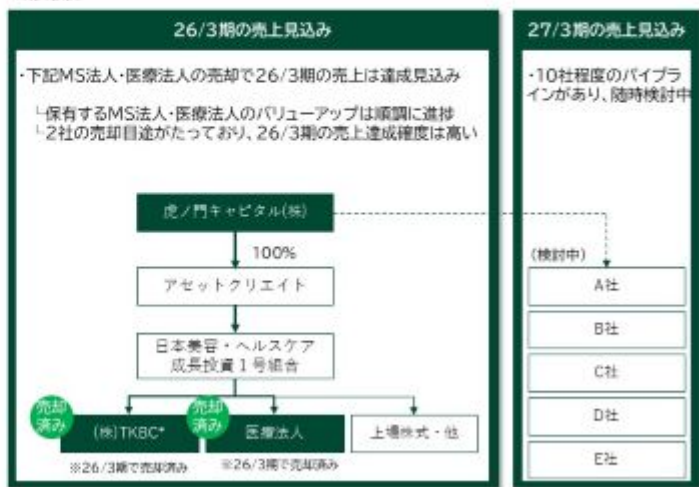 26/3期の売上見込み
・下記MS法人・医療法人の売却で26/3期の売上は達成見込み
└保有するMS法人・医療法人のバリューアップは順調に進捗
└2社の売却目途がたっており、26/3期の売上達成確度は高い
虎ノ門キャピタル(株)
100%
アセットクリエイト
日本美容・ヘルスケア
成長投資1号組合
売却
済み
(株)TKBC*
売却
済み
医療法人
上場株式・他
※26/3期で売却済み
※26/3期で売却済み
27/3期の売上見込み
・10社程度のパイプラ
インがあり、随時検討中
(検討中)
A社
B社
C社
D社
E社